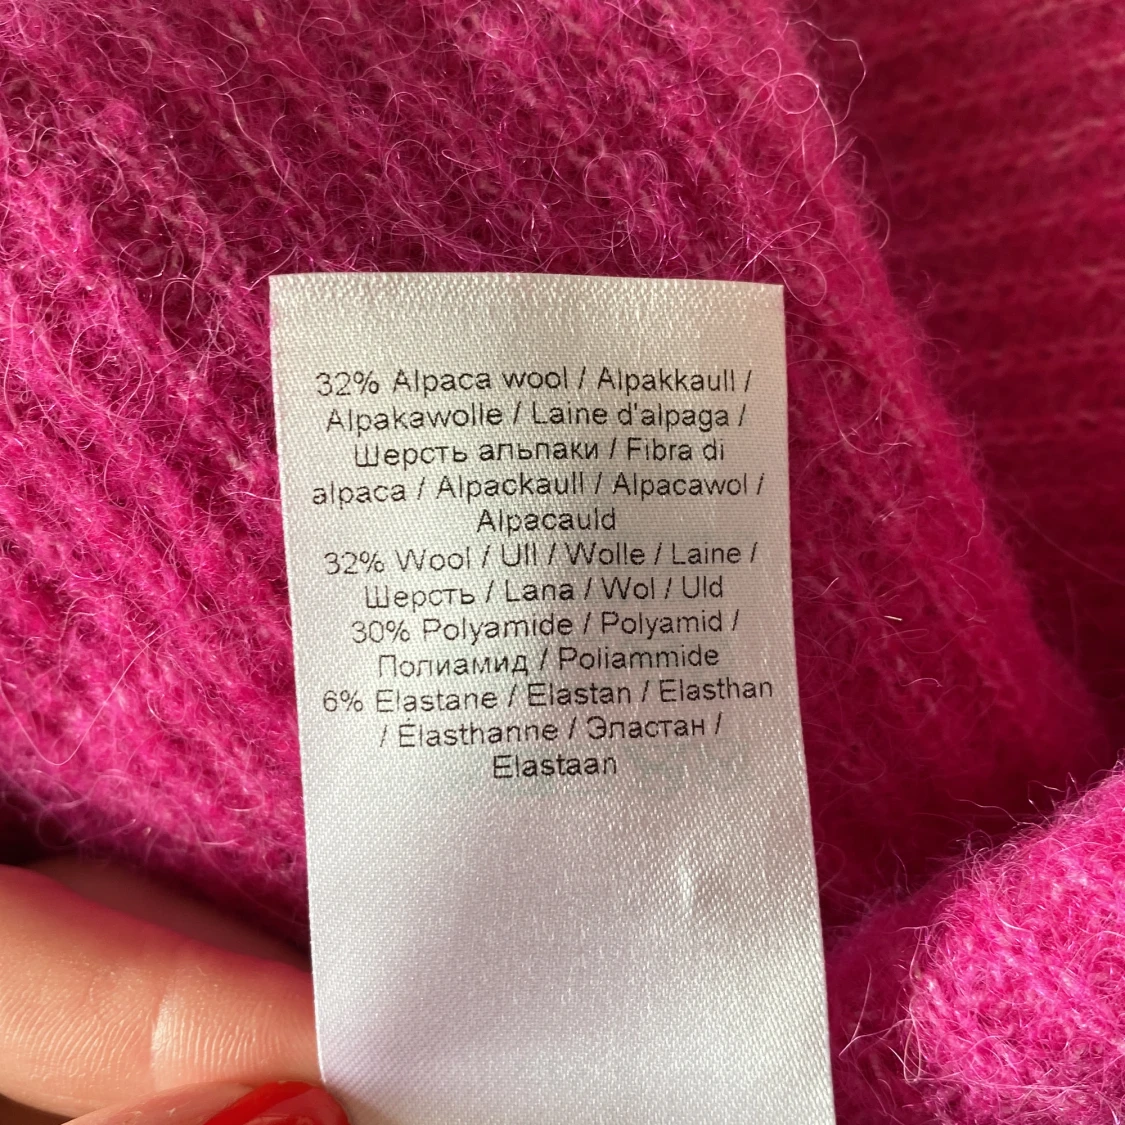 32% Alpaca wool / Alpakkaull /
Alpakawolle / Laine d'alpaga /
Шерсть альпаки / Fibra di
alpaca / Alpackaull / Alpacawol /
Alpacauld
32% Wool / Ull / Wolle / Laine /
Шерсть / Lana / Wol / Uld
30% Polyamide / Polyamid /
Полиамид / Poliammide
6% Elastane / Elastan / Elasthan
/ Élasthanne / Эластан /
Elastaan